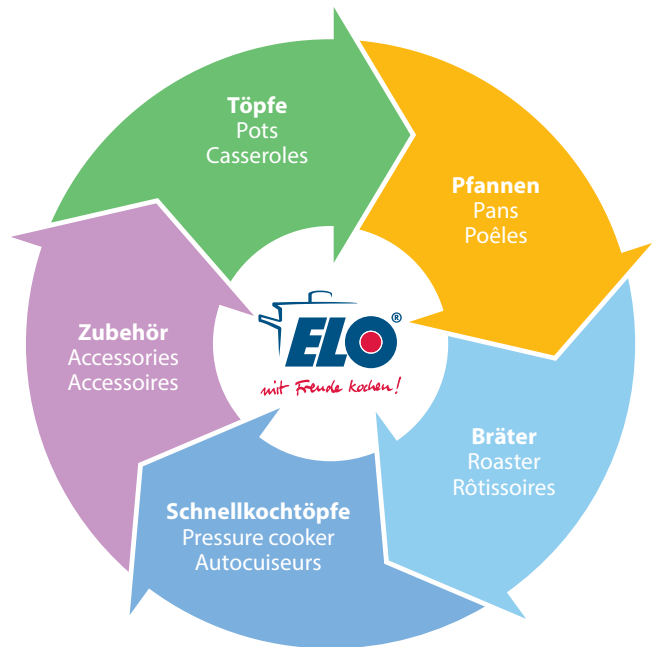 Töpfe
Pots
Casseroles
Pfannen
Pans
Poêles
Bräter
Roaster
Rôtissoires
Schnellkochtöpfe
Pressure cooker
Autocuiseurs
Zubehör
Accessories
Accessoires
ELO®
mit Freude kochen!